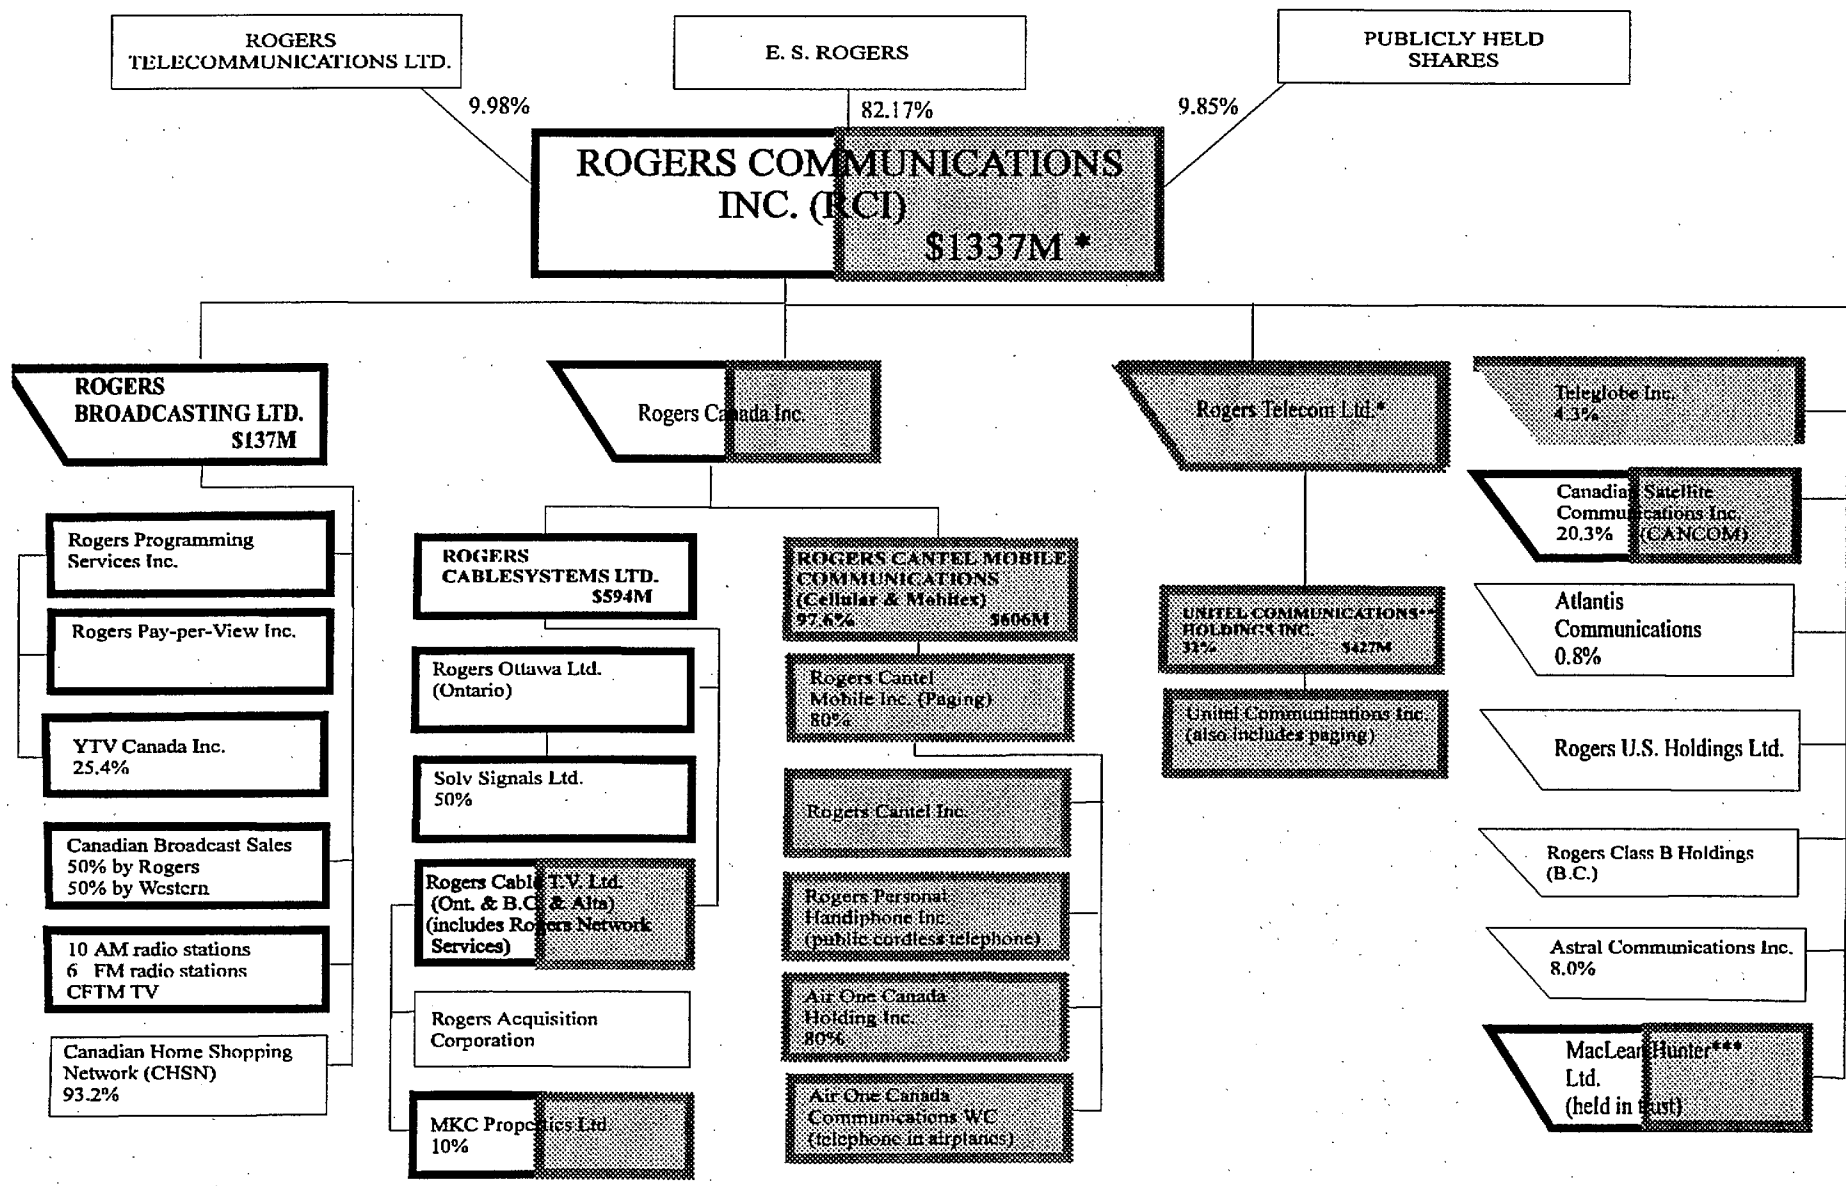 ROGERS
TELECOMMUNICATIONS LTD.
E. S. ROGERS
PUBLICLY HELD
SHARES
9.98%
82.17%
9.85%
ROGERS COMMUNICATIONS
INC. (RCI)
$1337M *
ROGERS
BROADCASTING LTD.
$137M
Rogers Programming
Services Inc.
Rogers Pay-per-View Inc.
YTV Canada Inc.
25.4%
Canadian Broadcast Sales
50% by Rogers
50% by Western
10 AM radio stations
6 FM radio stations
CFTM TV
Canadian Home Shopping
Network (CHSN)
93.2%
Rogers Canada Inc.
ROGERS
CABLESYSTEMS LTD.
$594M
Rogers Ottawa Ltd.
(Ontario)
Solv Signals Ltd.
50%
Rogers Cable T.V. Ltd.
(Ont. & B.C. & Alta)
(includes Rogers Network
Services)
Rogers Acquisition
Corporation
MKC Properties Ltd.
10%
ROGERS CANTEL MOBILE
COMMUNICATIONS
(Cellular & Mobitex)
97.6% $606M
Rogers Cantel
Mobile Inc. (Paging)
80%
Rogers Cantel Inc.
Rogers Personal
Handiphone Inc.
(public cordless telephone)
Air One Canada
Holding Inc.
80%
Air One Canada
Communications WC
(telephone in airplanes)
Rogers Telecom Ltd.*
UNITEL COMMUNICATIONS**
HOLDINGS INC.
32% $427M
Unitel Communications Inc.
(also includes paging)
Teleglobe Inc.
4.3%
Canadian Satellite
Communications Inc.
20.3% (CANCOM)
Atlantis
Communications
0.8%
Rogers U.S. Holdings Ltd.
Rogers Class B Holdings
(B.C.)
Astral Communications Inc.
8.0%
MacLean Hunter***
Ltd.
(held in trust)